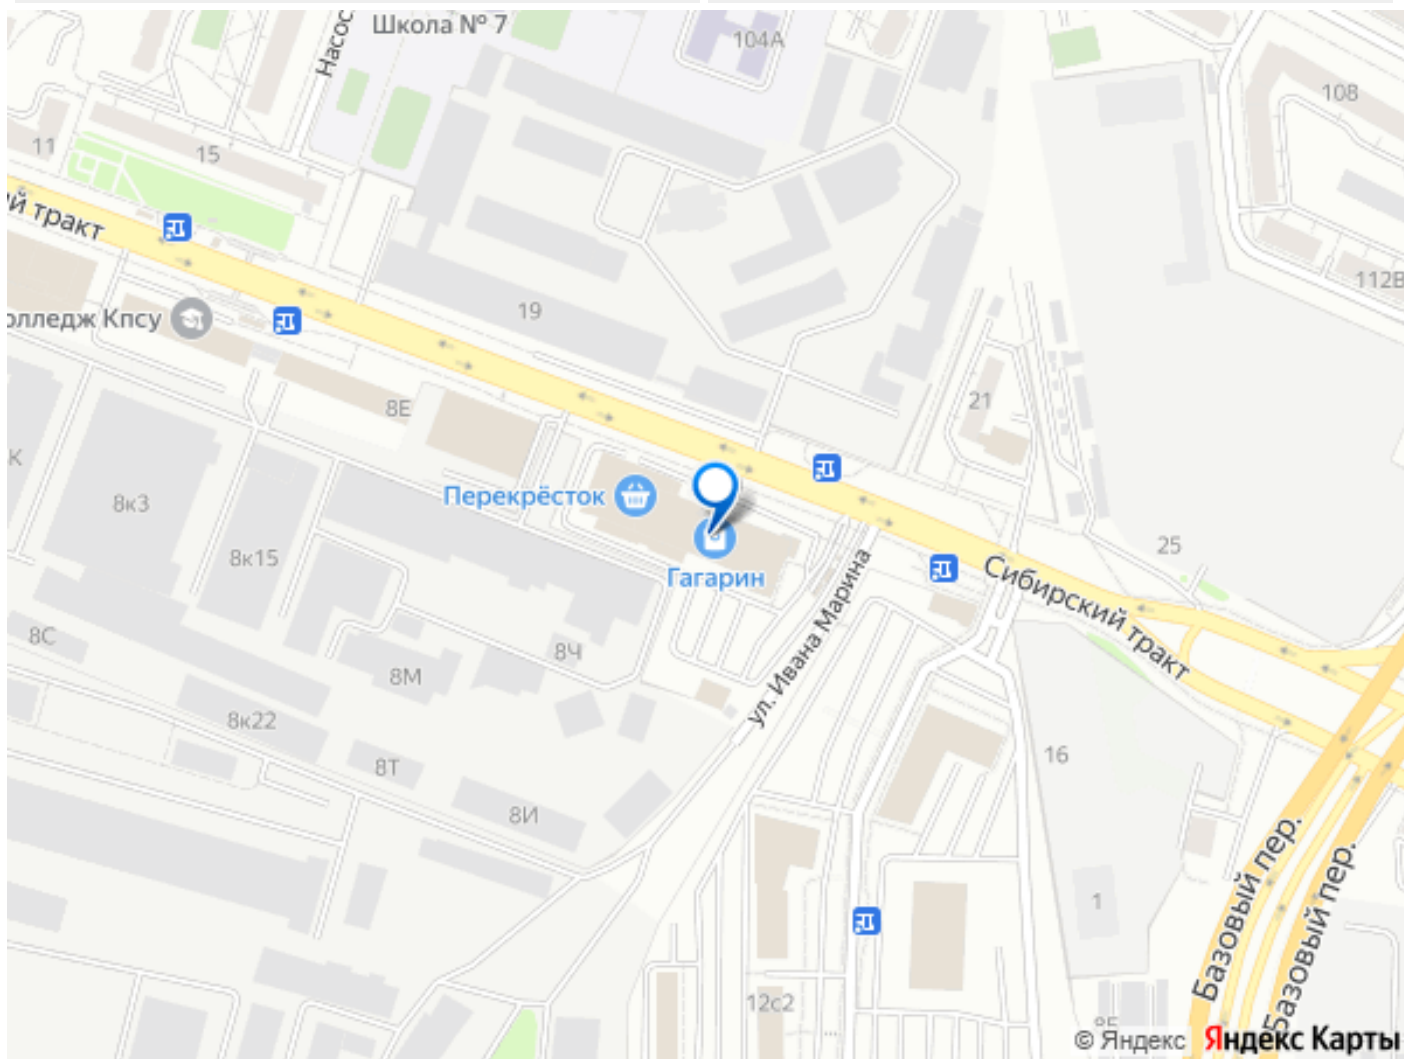 Школа № 7
Насос
104А
108
11
15
й тракт
112В
19
олледж Кпсу
21
8Е
К
Перекрёсток
8к3
25
8к15
Гагарин
Сибирский тракт
ул. Ивана Марина
8С
8Ч
8М
8к22
16
8Т
8И
Базовый пер.
Базовый пер.
1
12с2
...
© Яндекс Яндекс Карты